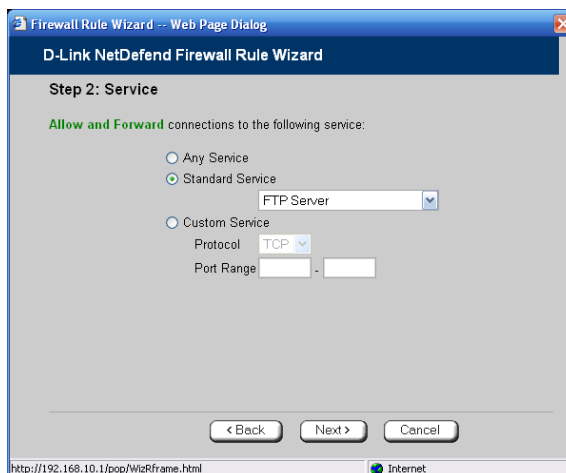 Firewall Rule Wizard -- Web Page Dialog
D-Link NetDefend Firewall Rule Wizard
Step 2: Service
Allow and Forward connections to the following service:
Any Service
Standard Service
FTP Server
Custom Service
Protocol TCP
Port Range -
<Back Next> Cancel
http://192.168.10.1/pop/WizRframe.html Internet